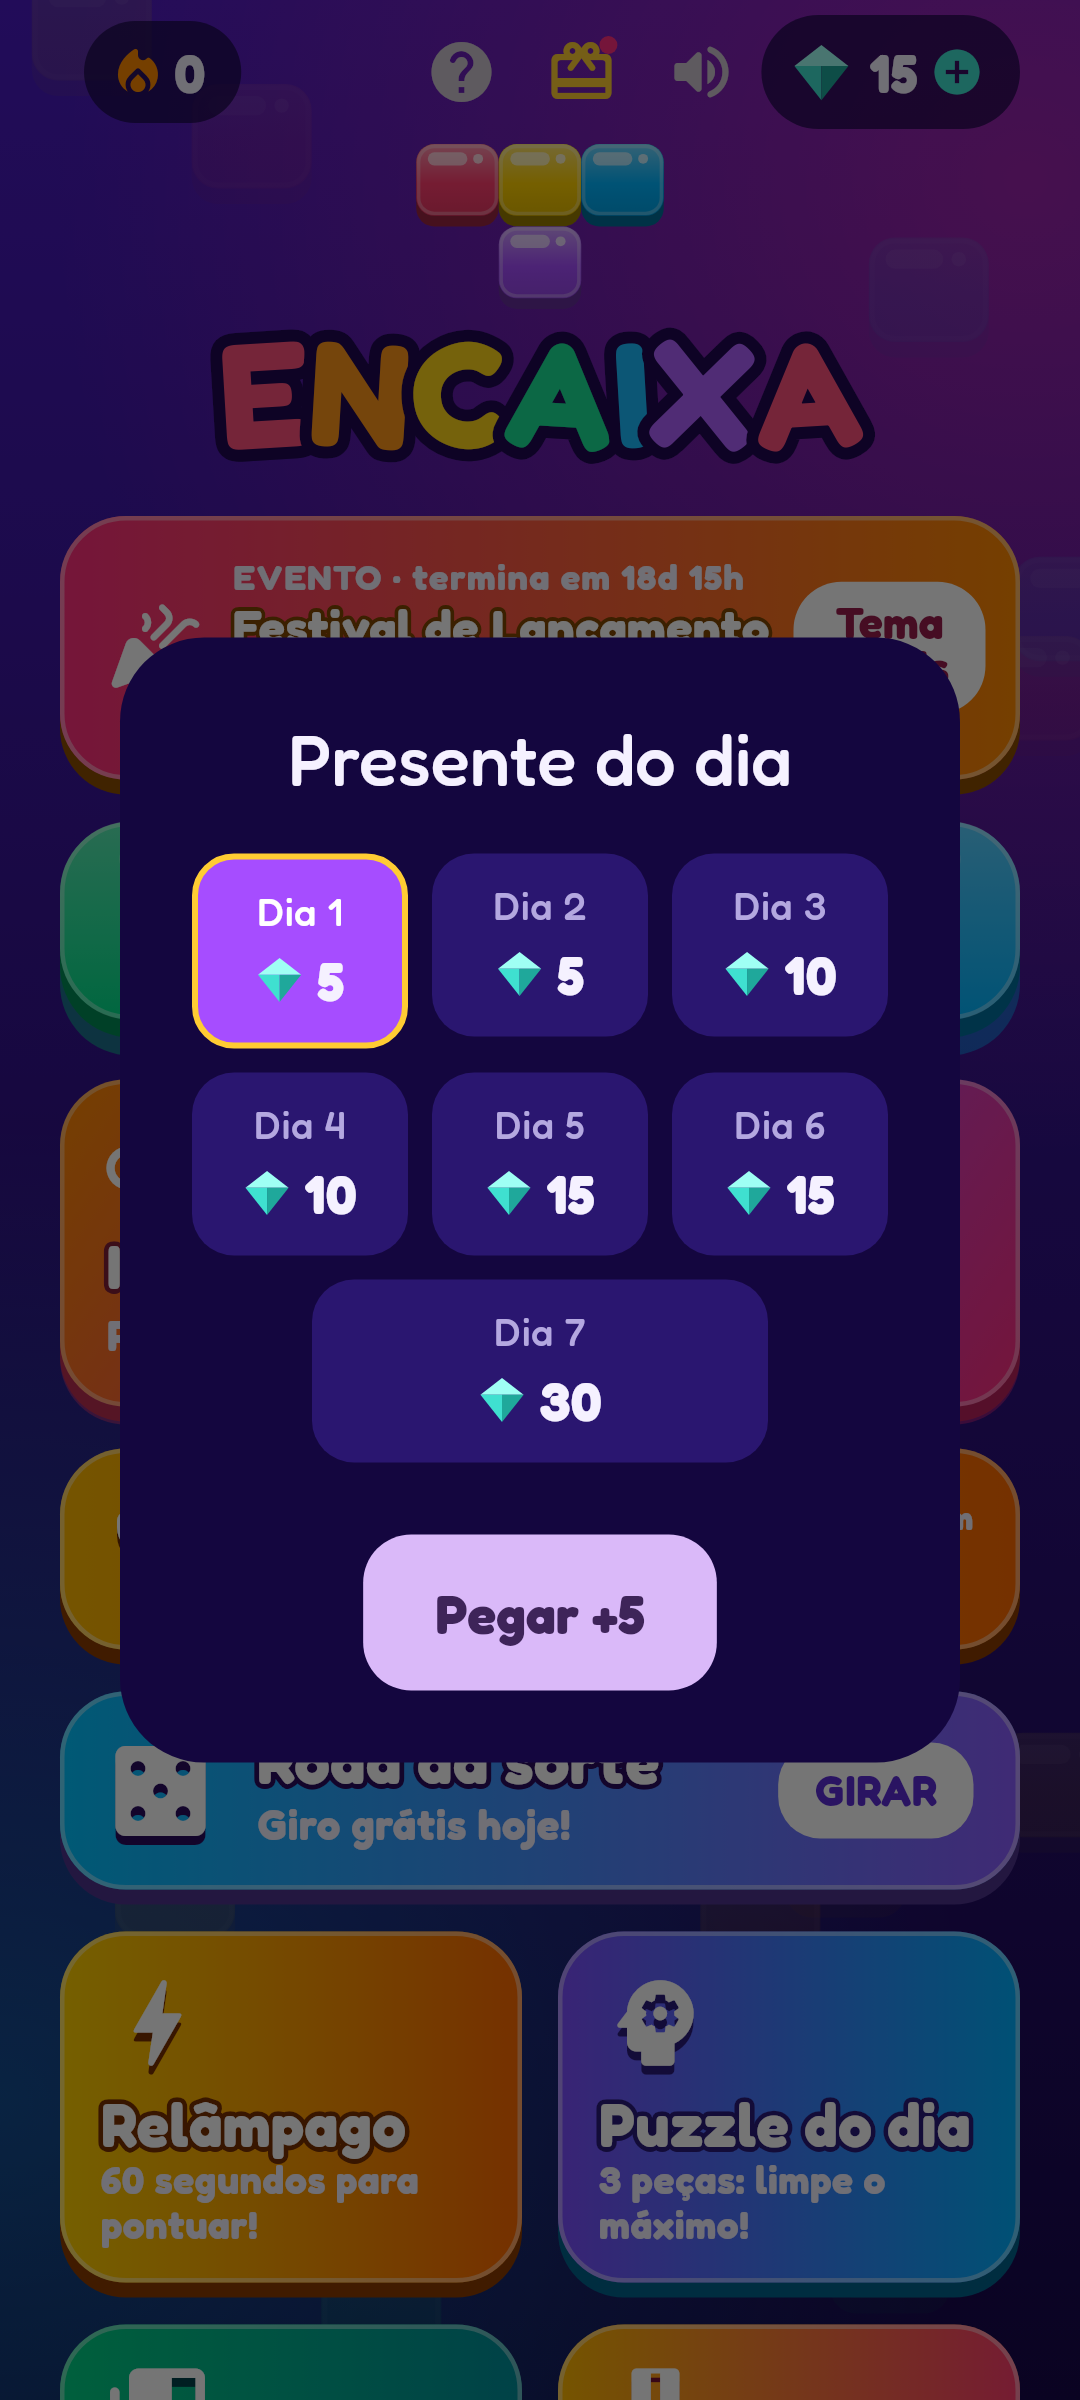 0
15
ENCAIXA
EVENTO · termina em 18d 15h
Festival de Lançamento
Tema
Presente do dia
Dia 1
5
Dia 2
5
Dia 3
10
Dia 4
10
Dia 5
15
Dia 6
15
Dia 7
30
Pegar +5
Roda da sorte
Giro grátis hoje!
GIRAR
Relâmpago
60 segundos para
pontuar!
Puzzle do dia
3 peças: limpe o
máximo!